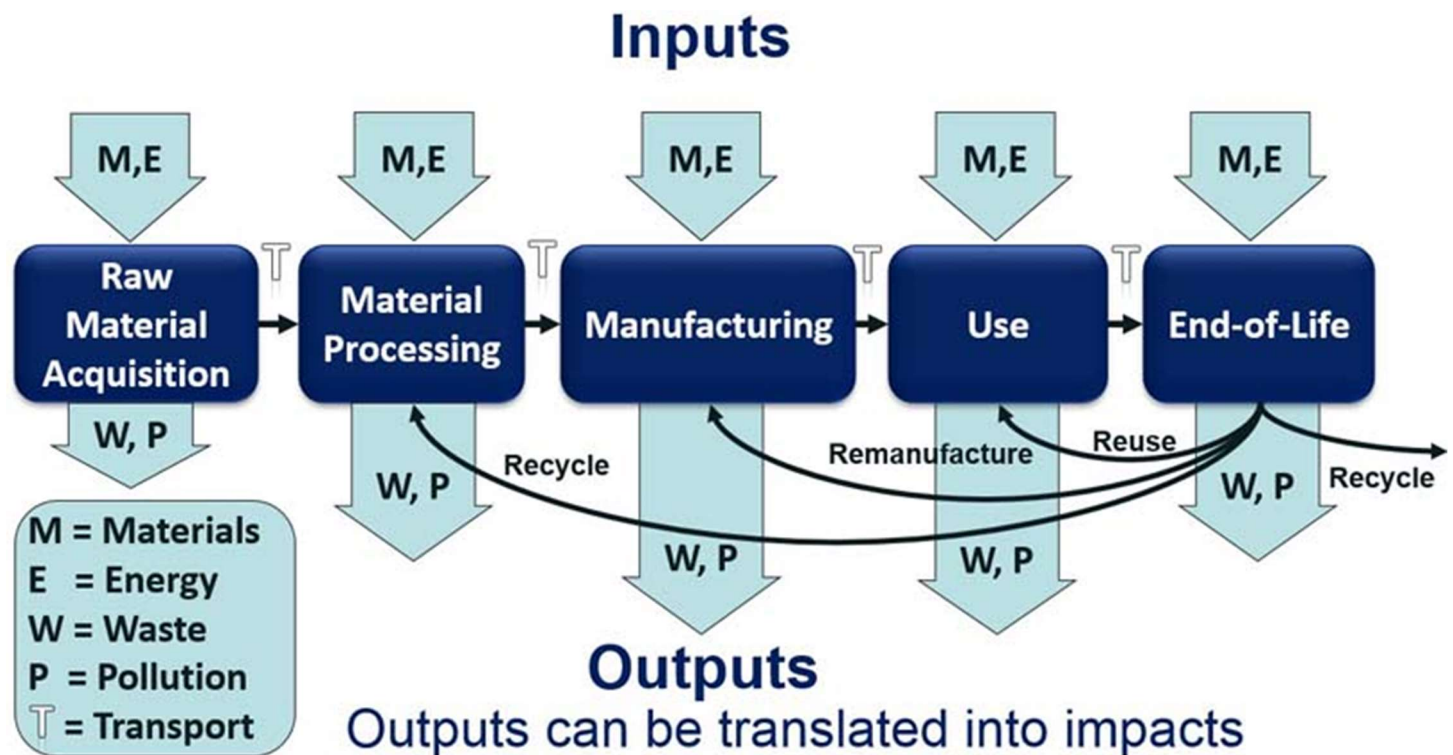 Inputs
M,E
M,E
M,E
M,E
M,E
T
T
T
T
Raw
Material
Acquisition
Material
Processing
Manufacturing
Use
End-of-Life
W, P
W, P
W, P
W, P
W, P
Recycle
Remanufacture
Reuse
Recycle
M = Materials
E = Energy
W = Waste
P = Pollution
T = Transport
Outputs
Outputs can be translated into impacts